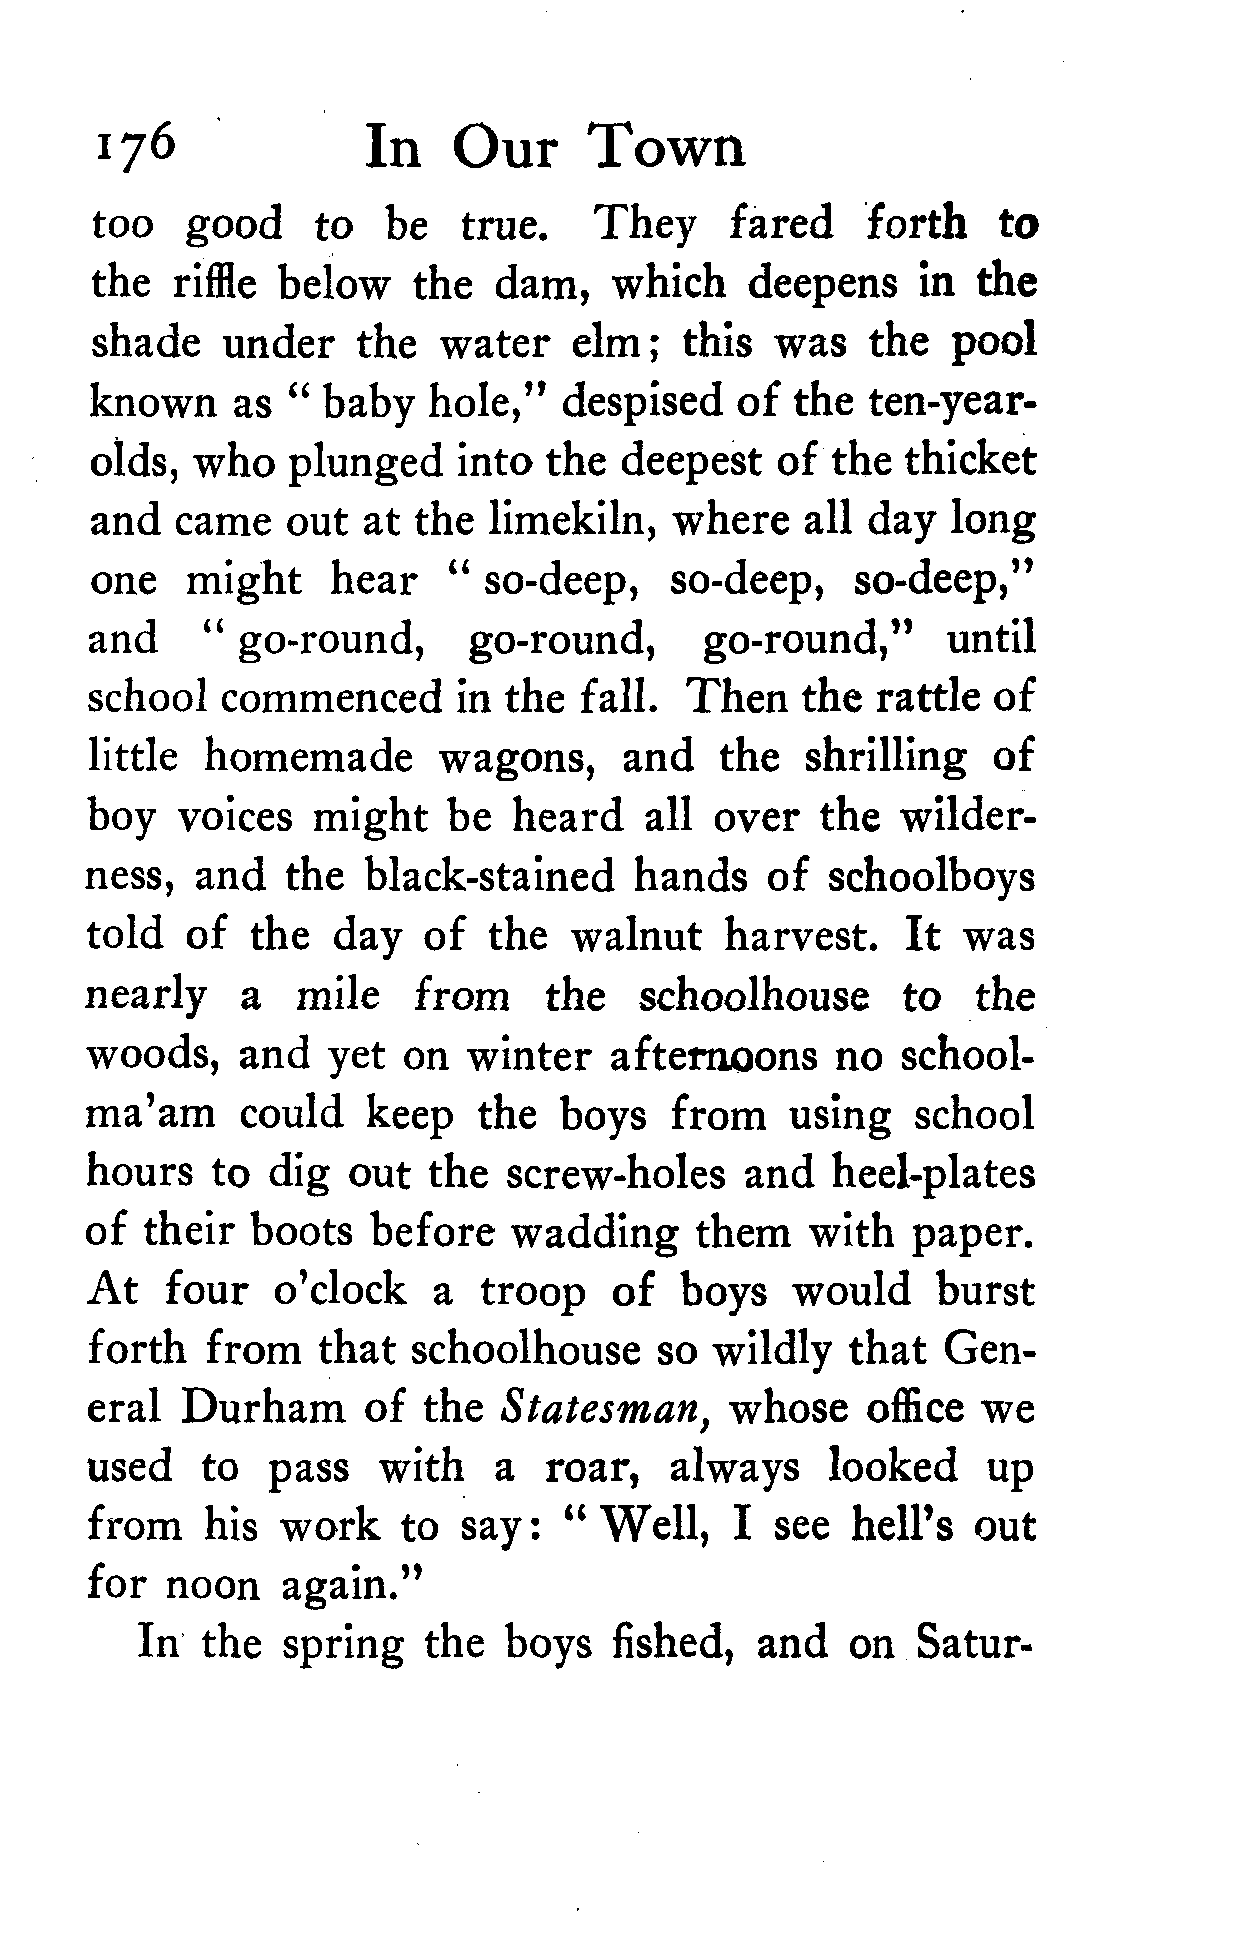 176 In Our Town
too good to be true. They fared forth to
the riffle below the dam, which deepens in the
shade under the water elm; this was the pool
known as " baby hole," despised of the ten-year-
olds, who plunged into the deepest of the thicket
and came out at the limekiln, where all day long
one might hear " so-deep, so-deep, so-deep,"
and " go-round, go-round, go-round," until
school commenced in the fall. Then the rattle of
little homemade wagons, and the shrilling of
boy voices might be heard all over the wilder-
ness, and the black-stained hands of schoolboys
told of the day of the walnut harvest. It was
nearly a mile from the schoolhouse to the
woods, and yet on winter afternoons no school-
ma'am could keep the boys from using school
hours to dig out the screw-holes and heel-plates
of their boots before wadding them with paper.
At four o'clock a troop of boys would burst
forth from that schoolhouse so wildly that Gen-
eral Durham of the Statesman, whose office we
used to pass with a roar, always looked up
from his work to say: " Well, I see hell's out
for noon again."
In the spring the boys fished, and on Satur-